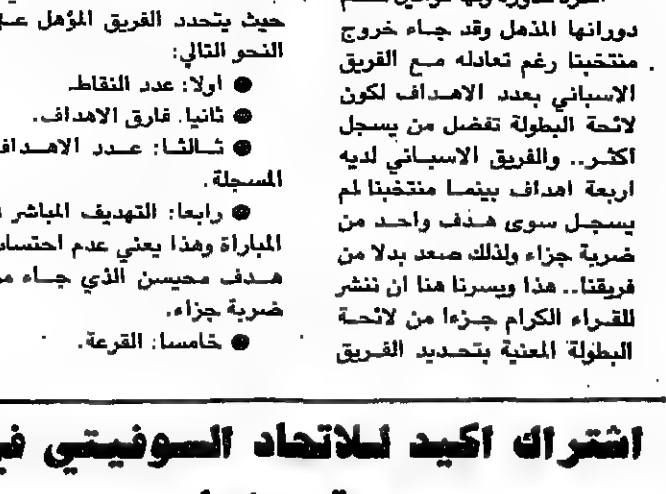 دورانها المذهل وقد جاء خروج
منتخبنا رغم تعادله مع الفريق
الاسباني بعدد الاهداف لكون
لائحة البطولة تفضل من يسجل
اكثر.. والفريق الاسباني لديه
اربعة اهداف بينما منتخبنا لم
يسجل سوى هدف واحد من
ضربة جزاء ولذلك صعد بدلا من
فريقنا.. هذا ويسرنا هنا ان ننشر
للقراء الكرام جزءا من لائحة
البطولة المعنية بتحديد الفريق
حيث يتحدد الفريق المؤهل
النحو التالي:
● اولا: عدد النقاط.
● ثانيا. فارق الاهداف.
● ثالثا: عدد الاهداف
المسجلة.
● رابعا: التهديف المباشر
المباراة وهذا يعني عدم احتساب
هدف محيسن الذي جاء من
ضربة جزاء.
● خامسا: القرعة.
اشتراك اكيد للاتحاد السوفيتي في